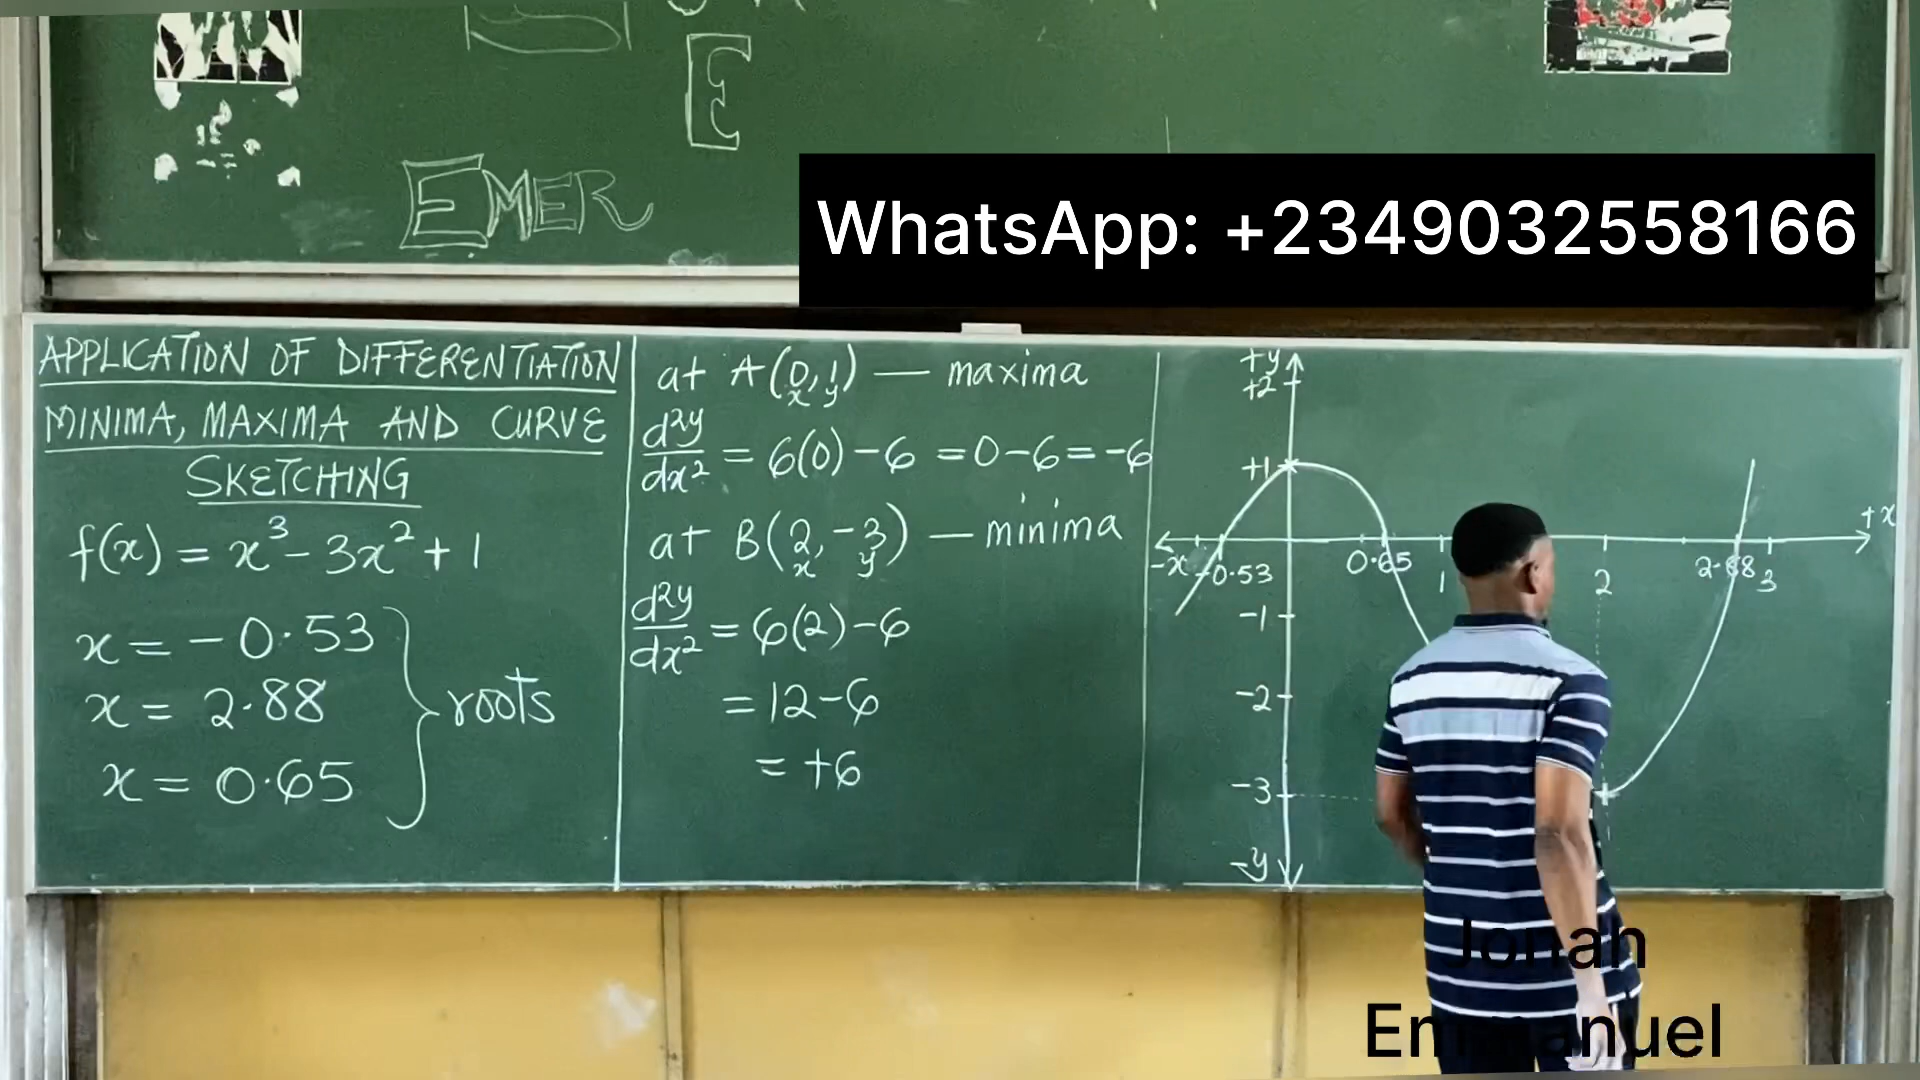 E
EMER
WhatsApp: +2349032558166
APPLICATION OF DIFFERENTIATION
MINIMA, MAXIMA AND CURVE
SKETCHING
f(x) = x³ - 3x² + 1
x = -0.53
x = 2.88
x = 0.65
roots
at A(0, 1) — maxima
x y
d²y/dx² = 6(0) - 6 = 0 - 6 = -6
at B(2, -3) — minima
x y
d²y/dx² = 6(2) - 6
= 12 - 6
= +6
+y
+2
+1
+x
-x -0.53 0.65 1 2 2.88 3
-1
-2
-3
-y
Jonah
Emmanuel